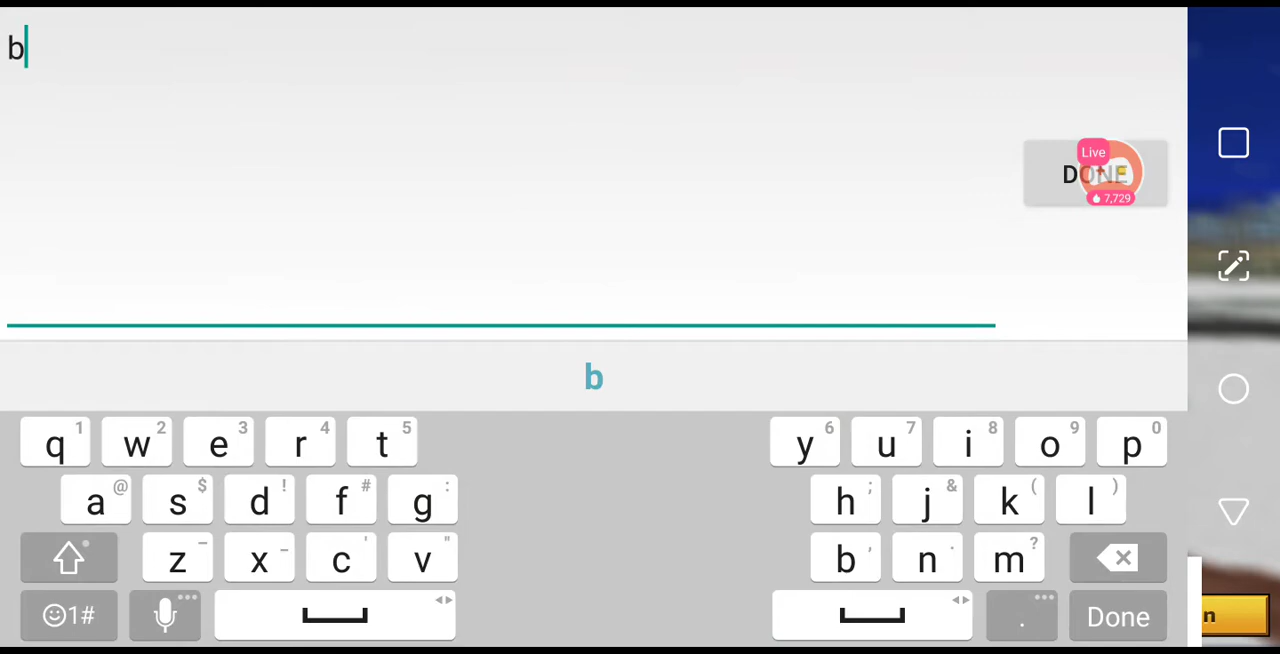 b
Live
DONE
7,729
b
q 1 w 2 e 3 r 4 t 5 y 6 u 7 i 8 o 9 p 0
a @ s $ d ! f # g : h ; j & k ( l )
z – x – c ' v " b , n . m ?
1# . Done
n